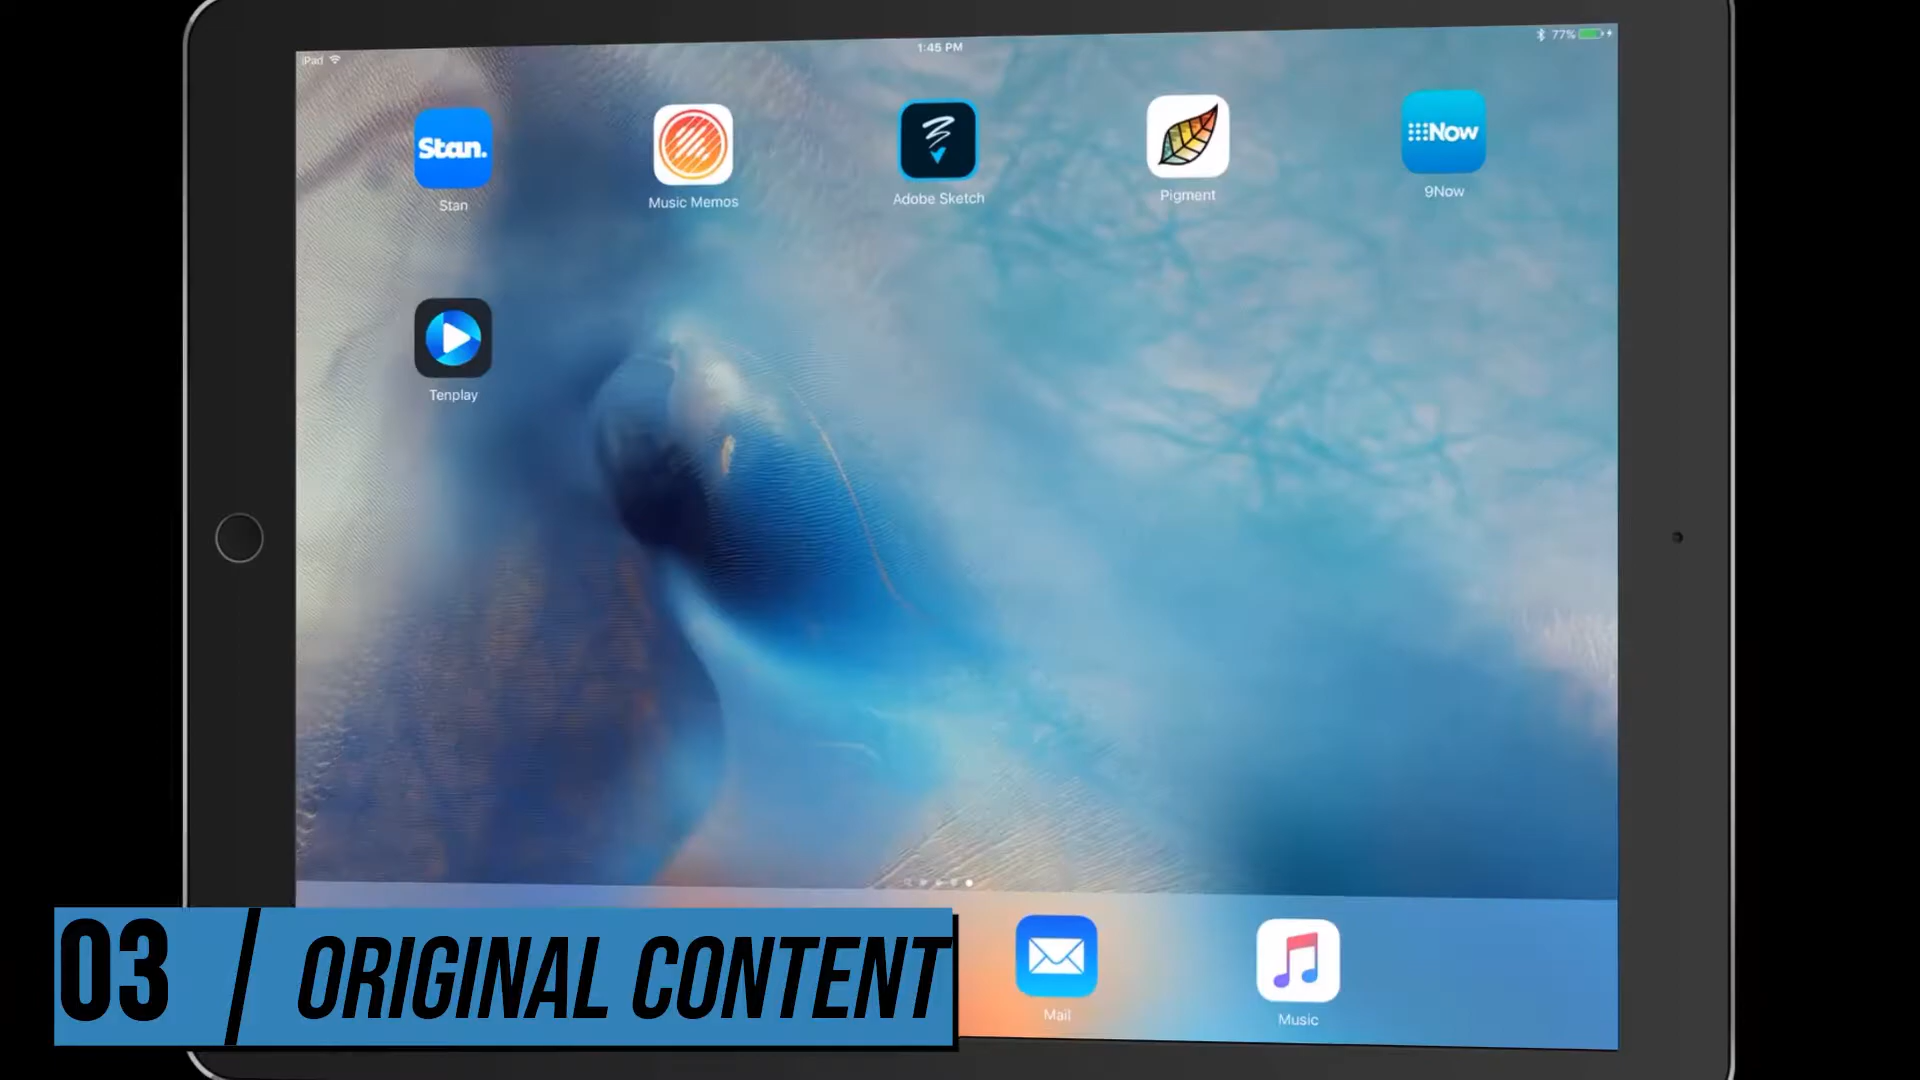 iPad
1:45 PM
77%
Stan.
Stan
Music Memos
Adobe Sketch
Pigment
Now
9Now
Tenplay
Mail
Music
03 / ORIGINAL CONTENT